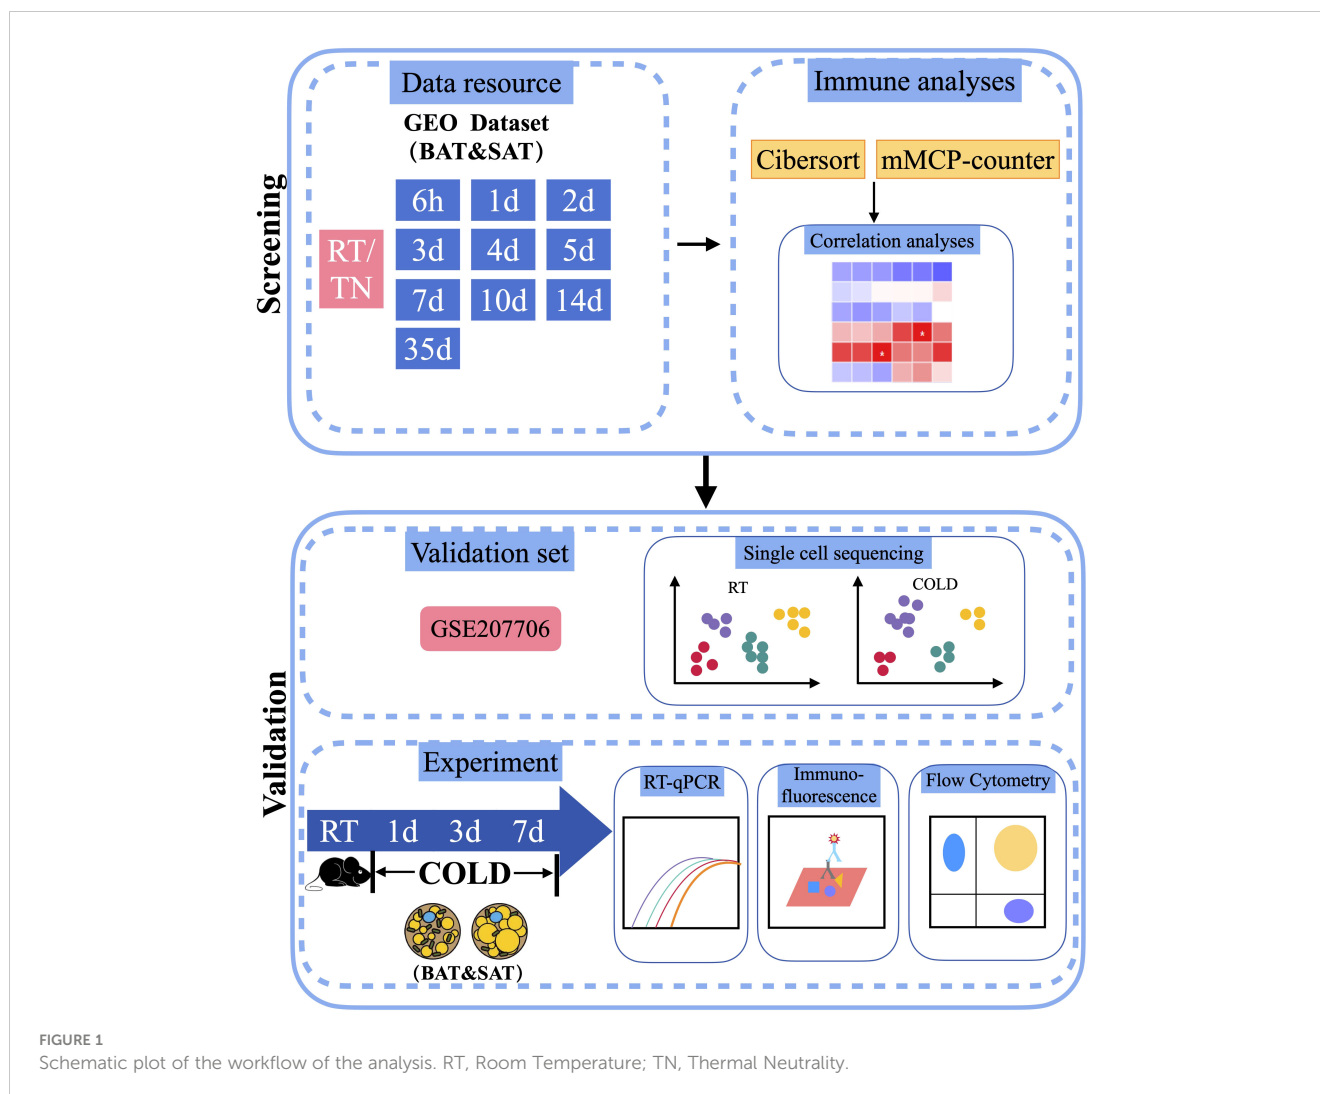 Screening
Data resource
GEO Dataset
(BAT&SAT)
RT/
TN
6h 1d 2d
3d 4d 5d
7d 10d 14d
35d
Immune analyses
Cibersort mMCP-counter
Correlation analyses
*
*
Validation
Validation set
GSE207706
Single cell sequencing
RT
COLD
Experiment
RT 1d 3d 7d
COLD
(BAT&SAT)
RT-qPCR
Immuno-
fluorescence
Flow Cytometry
FIGURE 1
Schematic plot of the workflow of the analysis. RT, Room Temperature; TN, Thermal Neutrality.